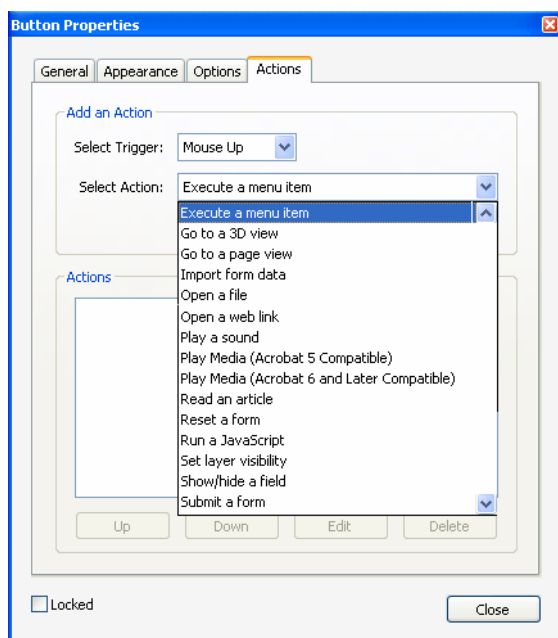 Button Properties
General Appearance Options Actions
Add an Action
Select Trigger: Mouse Up
Select Action: Execute a menu item
Execute a menu item
Go to a 3D view
Go to a page view
Import form data
Actions
Open a file
Open a web link
Play a sound
Play Media (Acrobat 5 Compatible)
Play Media (Acrobat 6 and Later Compatible)
Read an article
Reset a form
Run a JavaScript
Set layer visibility
Show/hide a field
Submit a form
Up Down Edit Delete
Locked
Close